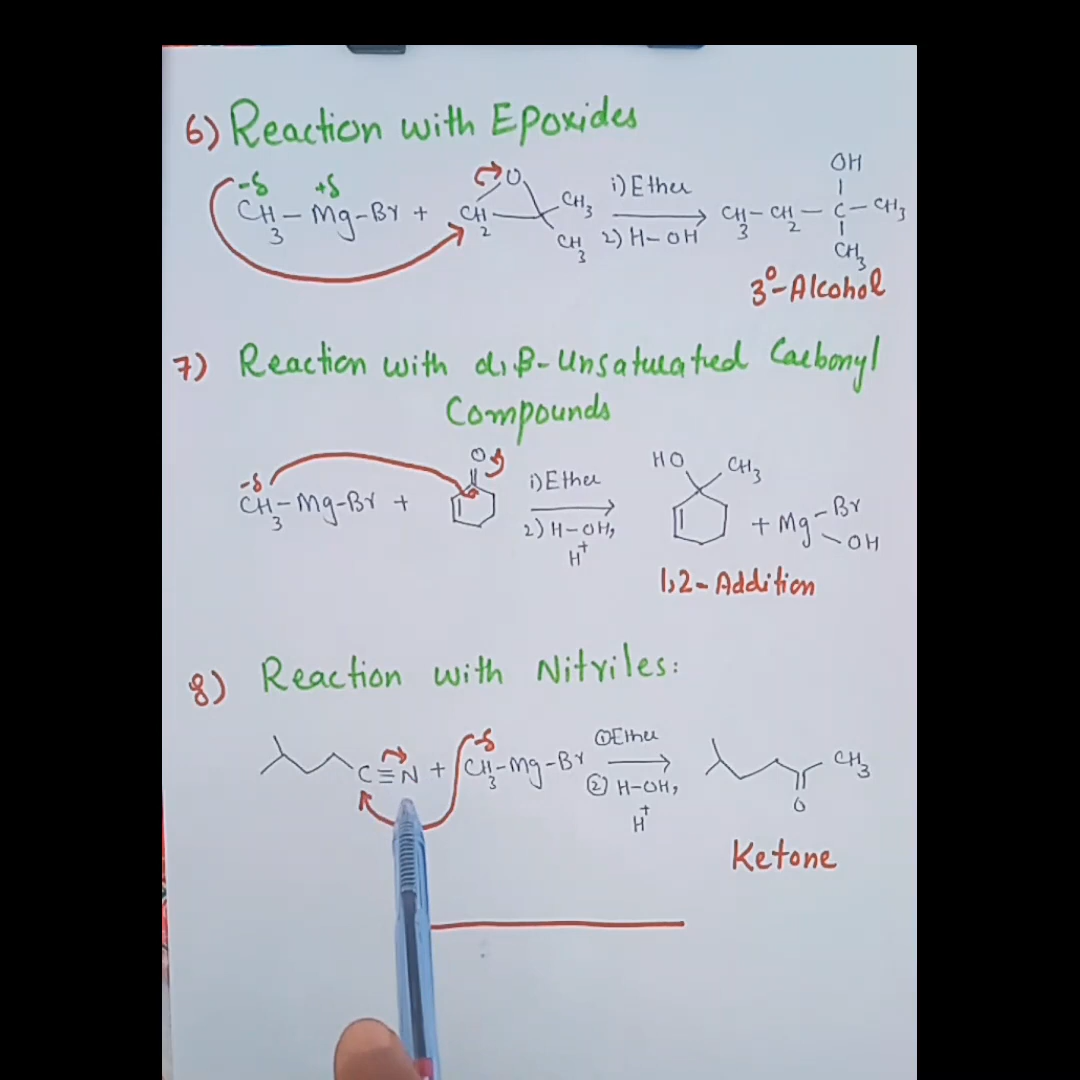 6) Reaction with Epoxides
-δ +δ
CH3 – Mg – Br + CH2 O CH3 CH3 i) Ether 2) H – OH CH3 – CH2 – C – CH3 OH CH3
3°-Alcohol
7) Reaction with α,β-Unsaturated Carbonyl
Compounds
-δ
CH3 – Mg – Br + O i) Ether 2) H – OH, H+ HO CH3 + Mg – Br – OH
1,2-Addition
8) Reaction with Nitriles:
C≡N + -δ CH3 – Mg – Br ① Ether ② H – OH, H+ CH3 O
Ketone